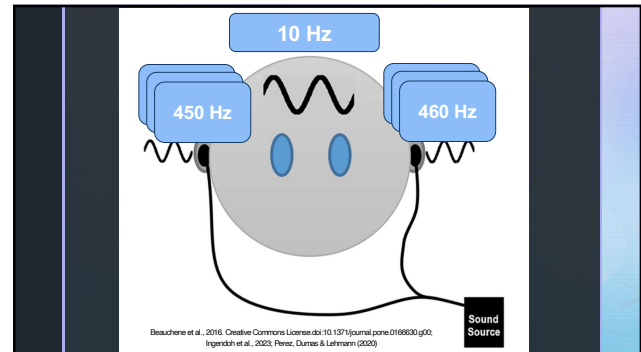 10 Hz
450 Hz
460 Hz
Sound
Source
Beauchene et al., 2016. Creative Commons License.doi:10.1371/journal.pone.0166630.g00;
Ingendoh et al., 2023; Perez, Dumas & Lehmann (2020)